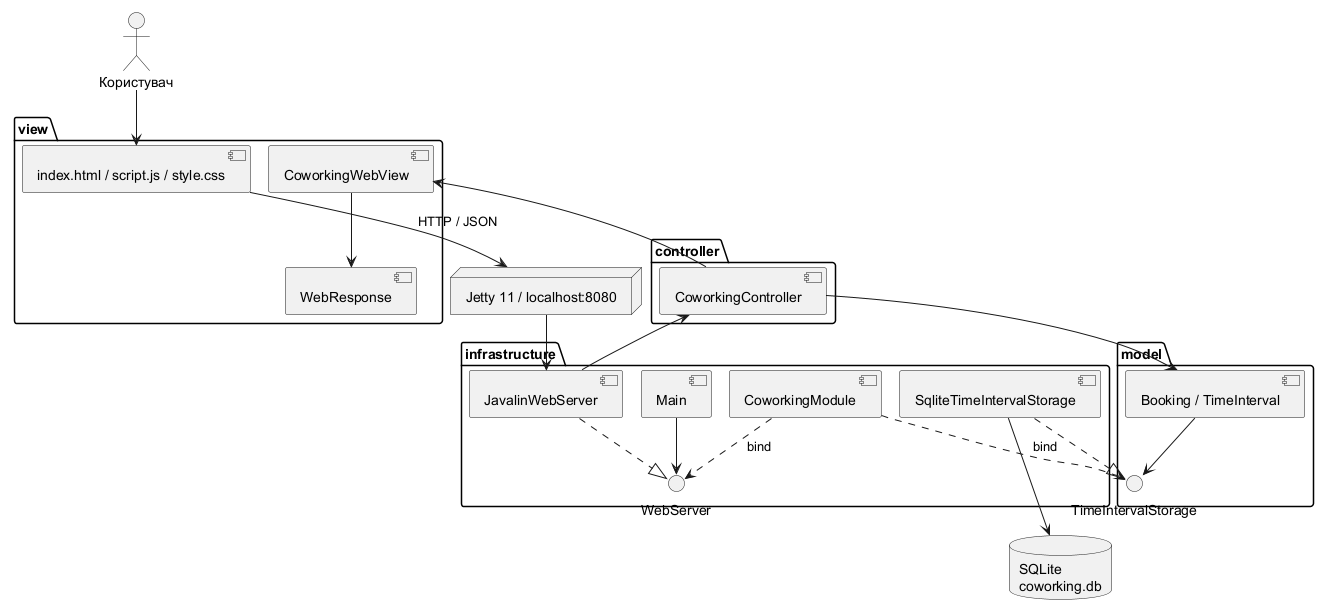 Користувач
view
index.html / script.js / style.css
CoworkingWebView
HTTP / JSON
controller
WebResponse
Jetty 11 / localhost:8080
CoworkingController
infrastructure
model
JavalinWebServer
Main
CoworkingModule
SqliteTimeIntervalStorage
Booking / TimeInterval
bind
bind
WebServer
TimeIntervalStorage
SQLite
coworking.db